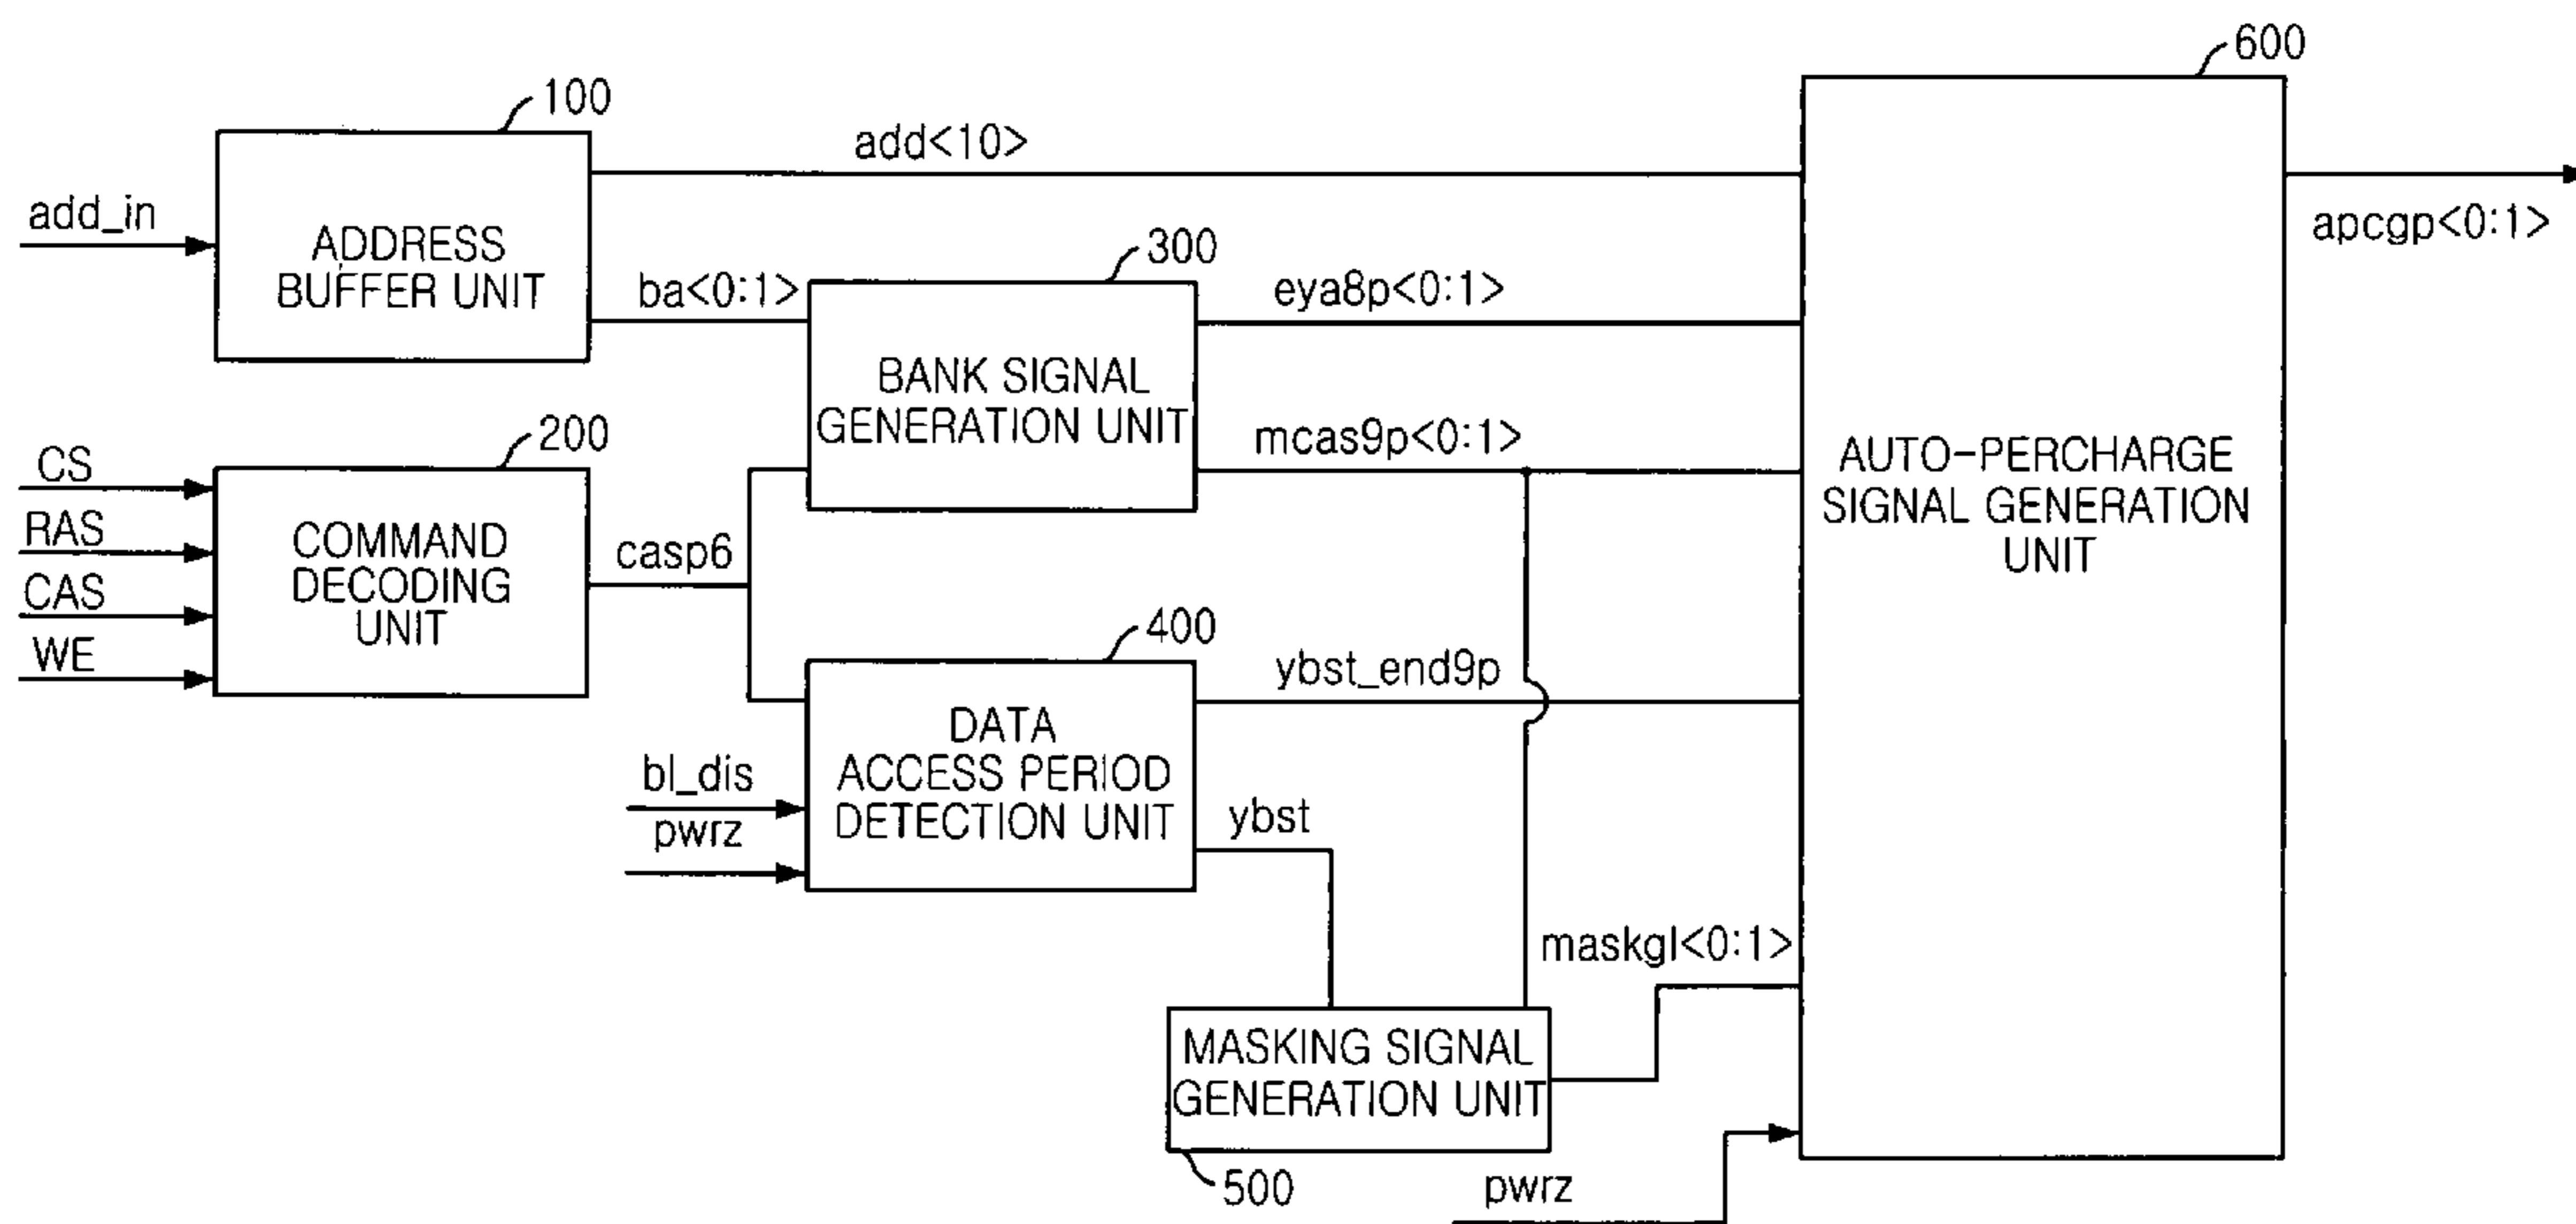 600
100
add<10>
add_in
ADDRESS
BUFFER UNIT
apcgp<0:1>
300
ba<0:1>
eya8p<0:1>
BANK SIGNAL
GENERATION UNIT
mcas9p<0:1>
AUTO-PERCHARGE
SIGNAL GENERATION
UNIT
200
CS
RAS
CAS
WE
COMMAND
DECODING
UNIT
casp6
400
ybst_end9p
DATA
ACCESS PERIOD
DETECTION UNIT
bl_dis
pwrz
ybst
maskgl<0:1>
MASKING SIGNAL
GENERATION UNIT
500
pwrz